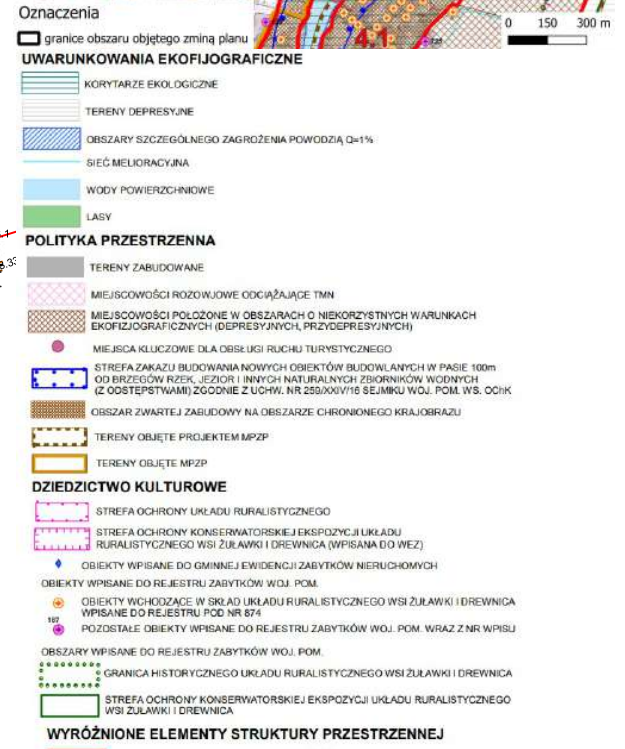 Oznaczenia
0 150 300 m
granice obszaru objętego zminą planu
4.1
UWARUNKOWANIA EKOFIJOGRAFICZNE
KORYTARZE EKOLOGICZNE
TERENY DEPRESYJNE
OBSZARY SZCZEGÓLNEGO ZAGROŻENIA POWODZIĄ Q=1%
SIEĆ MELIORACYJNA
WODY POWIERZCHNIOWE
LASY
POLITYKA PRZESTRZENNA
TERENY ZABUDOWANE
MIEJSCOWOŚCI ROZOWJOWE ODCIĄŻAJĄCE TMN
MIEJSCOWOŚCI POŁOŻONE W OBSZARACH O NIEKORZYSTNYCH WARUNKACH
EKOFIZJOGRAFICZNYCH (DEPRESYJNYCH, PRZYDEPRESYJNYCH)
MIEJSCA KLUCZOWE DLA OBSŁUGI RUCHU TURYSTYCZNEGO
STREFA ZAKAZU BUDOWANIA NOWYCH OBIEKTÓW BUDOWLANYCH W PASIE 100m
OD BRZEGÓW RZEK, JEZIOR I INNYCH NATURALNYCH ZBIORNIKÓW WODNYCH
(Z ODSTĘPSTWAMI) ZGODNIE Z UCHW. NR 259/XXIV/16 SEJMIKU WOJ. POM. WS. OChK
OBSZAR ZWARTEJ ZABUDOWY NA OBSZARZE CHRONIONEGO KRAJOBRAZU
TERENY OBJĘTE PROJEKTEM MPZP
TERENY OBJĘTE MPZP
DZIEDZICTWO KULTUROWE
STREFA OCHRONY UKŁADU RURALISTYCZNEGO
STREFA OCHRONY KONSERWATORSKIEJ EKSPOZYCJI UKŁADU
RURALISTYCZNEGO WSI ŻUŁAWKI I DREWNICA (WPISANA DO WEZ)
OBIEKTY WPISANE DO GMINNEJ EWIDENCJI ZABYTKÓW NIERUCHOMYCH
OBIEKTY WPISANE DO REJESTRU ZABYTKÓW WOJ. POM.
OBIEKTY WCHODZĄCE W SKŁAD UKŁADU RURALISTYCZNEGO WSI ŻUŁAWKI I DREWNICA
WPISANE DO REJESTRU POD NR 874
187
POZOSTAŁE OBIEKTY WPISANE DO REJESTRU ZABYTKÓW WOJ. POM. WRAZ Z NR WPISU
OBSZARY WPISANE DO REJESTRU ZABYTKÓW WOJ. POM.
GRANICA HISTORYCZNEGO UKŁADU RURALISTYCZNEGO WSI ŻUŁAWKI I DREWNICA
STREFA OCHRONY KONSERWATORSKIEJ EKSPOZYCJI UKŁADU RURALISTYCZNEGO
WSI ŻUŁAWKI I DREWNICA
WYRÓŻNIONE ELEMENTY STRUKTURY PRZESTRZENNEJ